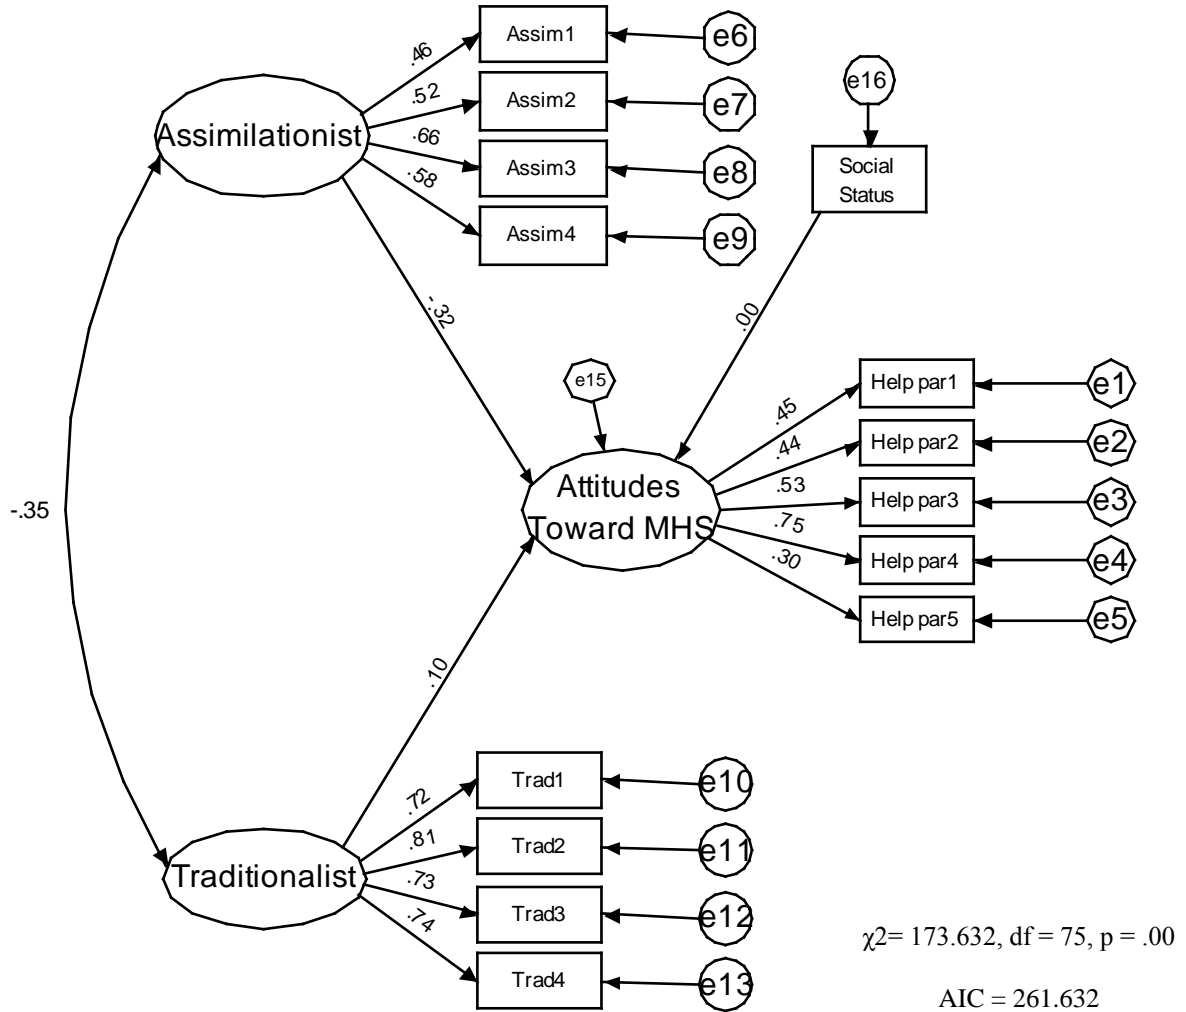 Assim1
e6
.46
Assim2
e7
.52
Assimilationist
Assim3
e8
.66
Assim4
e9
.58
e16
Social
Status
-.32
.00
e15
Attitudes
Toward MHS
.45
Help par1
e1
.44
Help par2
e2
.53
Help par3
e3
.75
Help par4
e4
.30
Help par5
e5
-.35
.10
Traditionalist
.72
Trad1
e10
.81
Trad2
e11
.73
Trad3
e12
.74
Trad4
e13
χ2= 173.632, df = 75, p = .00
AIC = 261.632